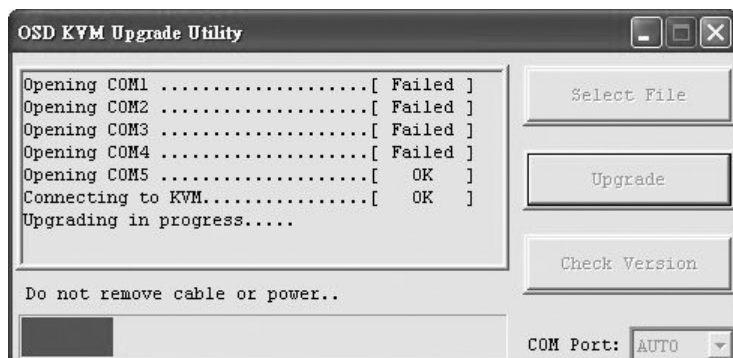 OSD KVM Upgrade Utility
Opening COM1 ....................[ Failed ]
Opening COM2 ....................[ Failed ]
Opening COM3 ....................[ Failed ]
Opening COM4 ....................[ Failed ]
Opening COM5 ....................[ OK ]
Connecting to KVM................[ OK ]
Upgrading in progress.....
Do not remove cable or power..
Select File
Upgrade
Check Version
COM Port: AUTO